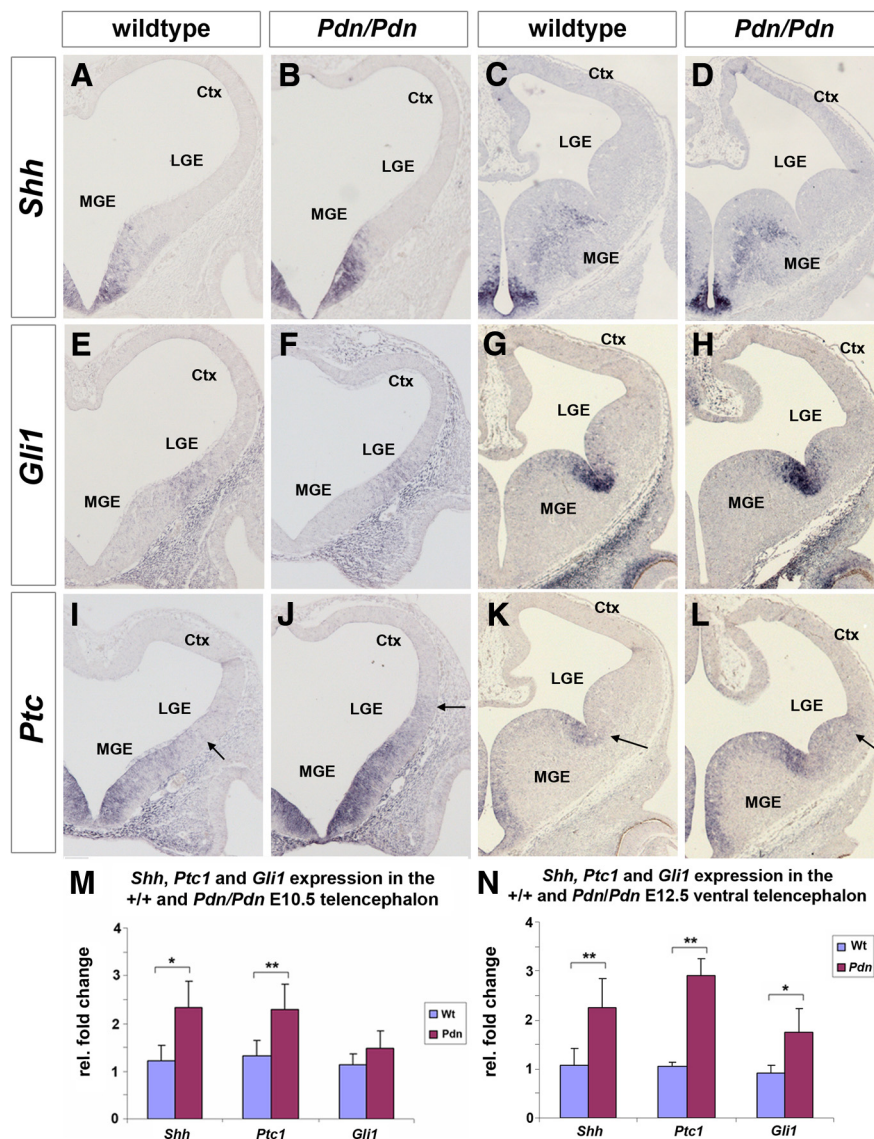 wildtype Pdn/Pdn wildtype Pdn/Pdn
Shh
A Ctx LGE MGE
B Ctx LGE MGE
C Ctx LGE MGE
D Ctx LGE MGE
Gli1
E Ctx LGE MGE
F Ctx LGE MGE
G Ctx LGE MGE
H Ctx LGE MGE
Ptc
I Ctx LGE MGE
J Ctx LGE MGE
K Ctx LGE MGE
L Ctx LGE MGE
M Shh, Ptc1 and Gli1 expression in the
+/+ and Pdn/Pdn E10.5 telencephalon
rel. fold change
4
3
2
1
0
* **
Wt
Pdn
Shh Ptc1 Gli1
N Shh, Ptc1 and Gli1 expression in the
+/+ and Pdn/Pdn E12.5 ventral telencephalon
rel. fold change
4
3
2
1
0
** ** *
Wt
Pdn
Shh Ptc1 Gli1